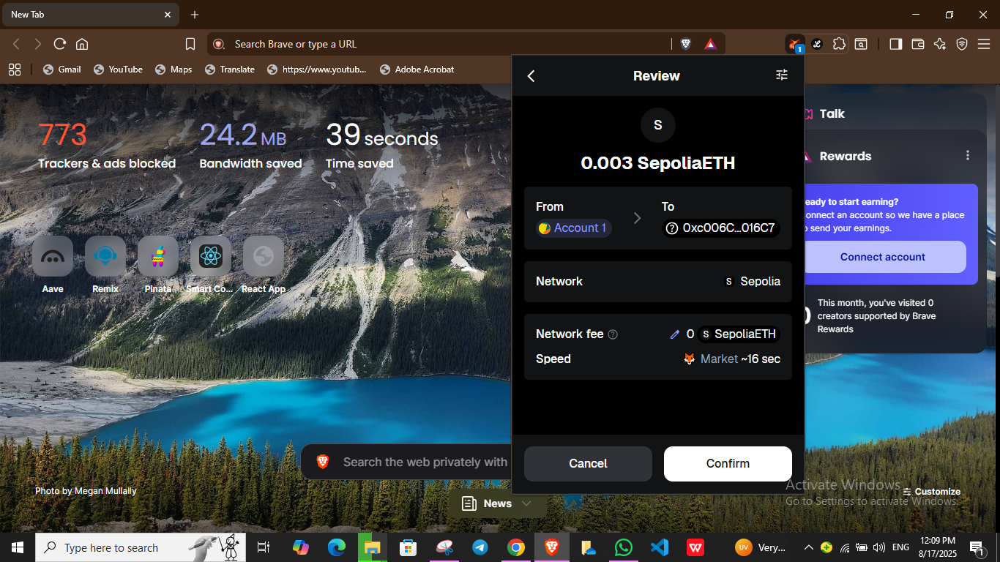 New Tab
Search Brave or type a URL
1
Gmail
YouTube
Maps
Translate
https://www.youtub...
Adobe Acrobat
773
Trackers & ads blocked
24.2 MB
Bandwidth saved
39 seconds
Time saved
Aave
Remix
Pinata
Smart Co...
React App
Review
S
0.003 SepoliaETH
From
To
Account 1
0xc006C...016C7
Network
S Sepolia
Network fee
0 S SepoliaETH
Speed
Market ~16 sec
Cancel
Confirm
Talk
Rewards
eady to start earning?
onnect an account so we have a place
send your earnings.
Connect account
This month, you've visited 0
creators supported by Brave
Rewards
Search the web privately with
Photo by Megan Mullally
News
Activate Windows
Go to Settings to activate Windows.
Customize
Type here to search
UV
Very...
ENG
12:09 PM
8/17/2025
1